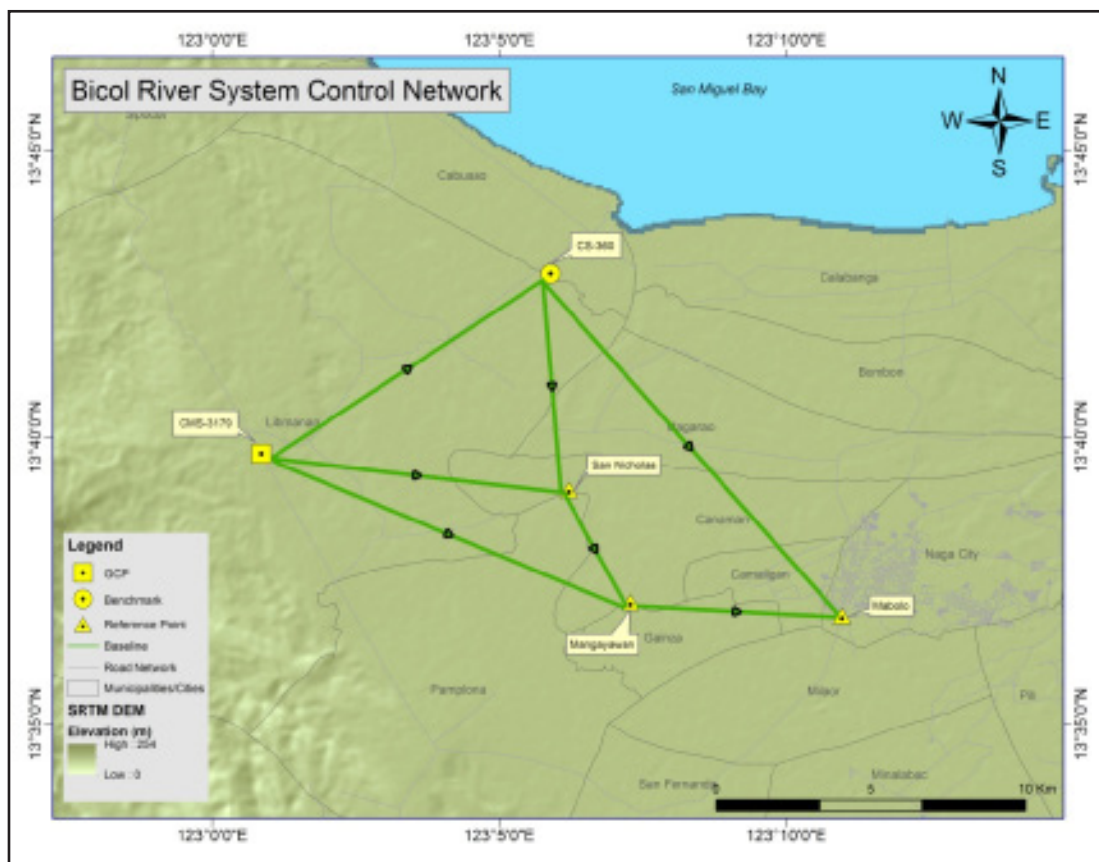 123°0'0"E 123°5'0"E 123°10'0"E
Bicol River System Control Network
San Miguel Bay
N
W E
S
13°45'0"N 13°45'0"N
Cabusao
CS-360
Calabanga
Bombon
CMS-3179
Libmanan
Magarao
13°40'0"N 13°40'0"N
San Nicholas
Canaman
Naga City
Camaligan
Mabolo
Mangayawan
Gainza
Pamplona
Milaor
Pili
13°35'0"N 13°35'0"N
San Fernando
Minalabac
Legend
GCP
Benchmark
Reference Point
Baseline
Road Network
Municipalities/Cities
SRTM DEM
Elevation (m)
High : 254
Low : 0
0 5 10 Km
123°0'0"E 123°5'0"E 123°10'0"E